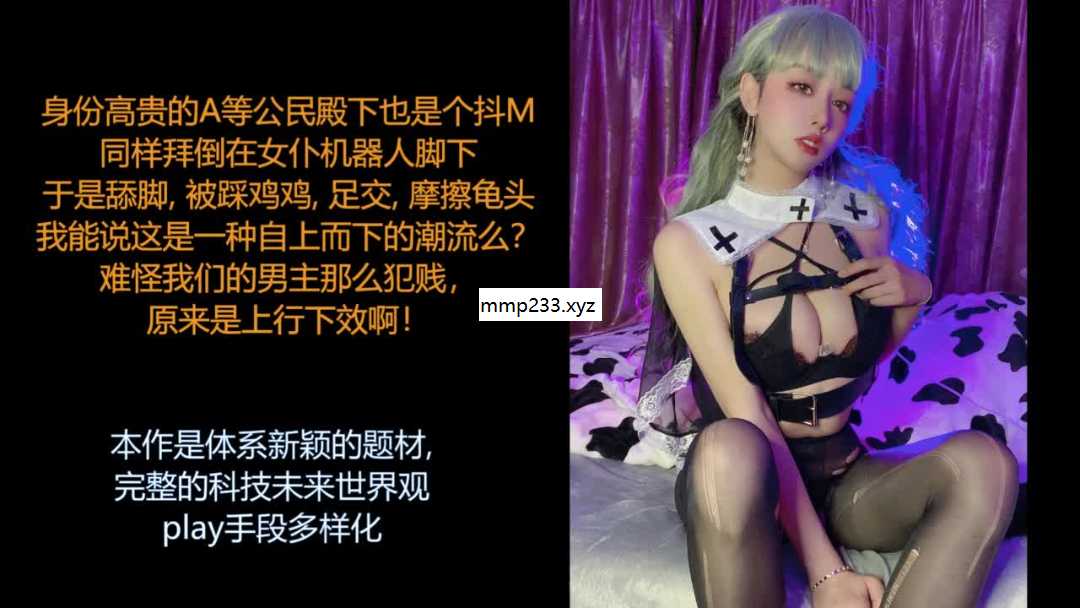 身份高贵的A等公民殿下也是个抖M
同样拜倒在女仆机器人脚下
于是舔脚, 被踩鸡鸡, 足交, 摩擦龟头
我能说这是一种自上而下的潮流么?
难怪我们的男主那么犯贱,
原来是上行下效啊!
mmp233.xyz
本作是体系新颖的题材,
完整的科技未来世界观
play手段多样化